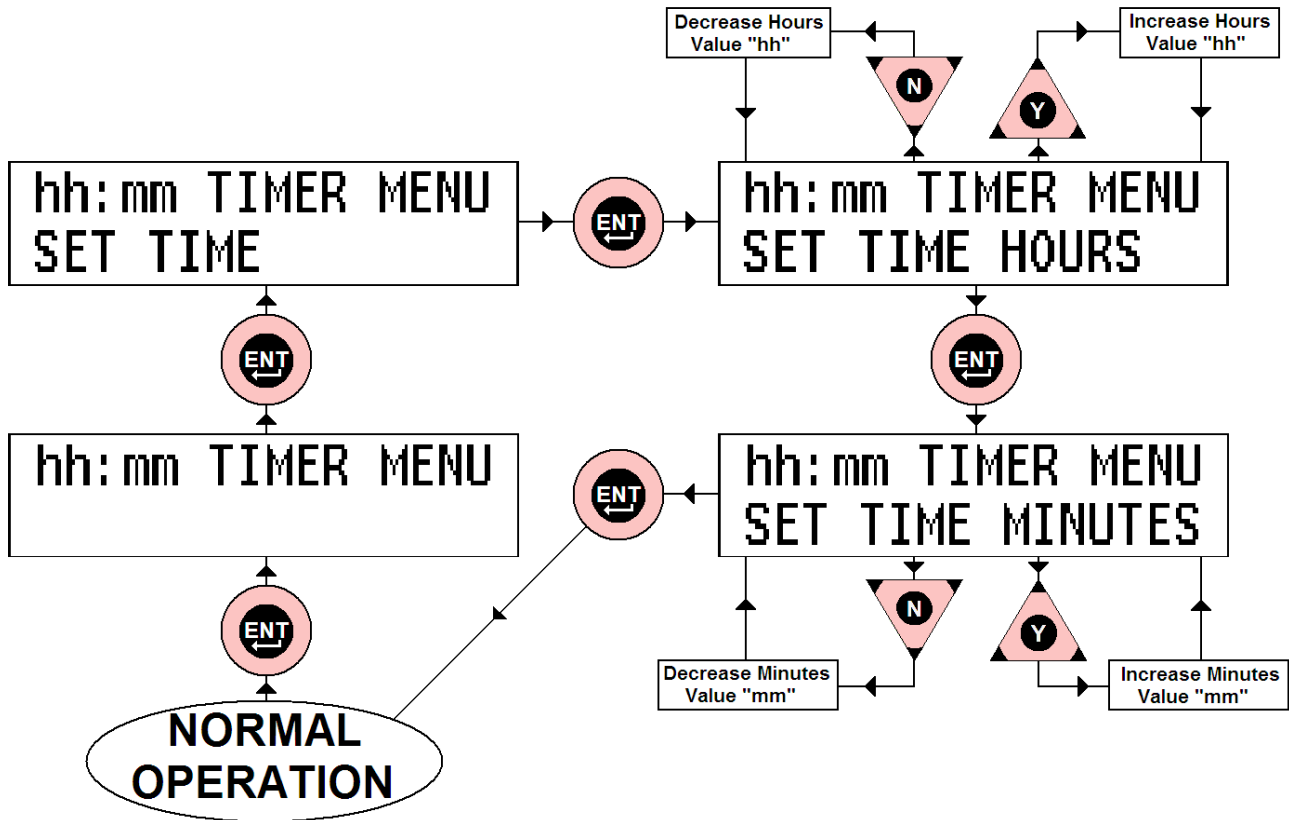 Decrease Hours
Value "hh"
N
Y
Increase Hours
Value "hh"
hh:mm TIMER MENU
SET TIME
ENT
hh:mm TIMER MENU
SET TIME HOURS
ENT
ENT
hh:mm TIMER MENU
ENT
hh:mm TIMER MENU
SET TIME MINUTES
ENT
N
Y
Decrease Minutes
Value "mm"
Increase Minutes
Value "mm"
NORMAL
OPERATION